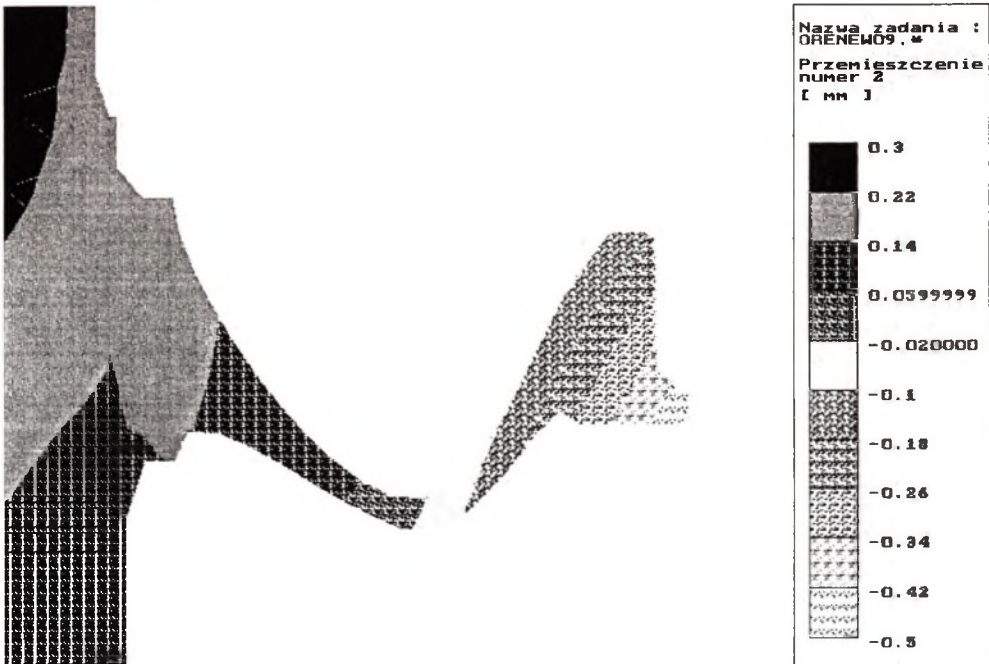 Nazwa zadania :
ORENEW09.*
Przemieszczenie
numer 2
[ mm ]
0.3
0.22
0.14
0.0599999
-0.020000
-0.1
-0.18
-0.26
-0.34
-0.42
-0.5